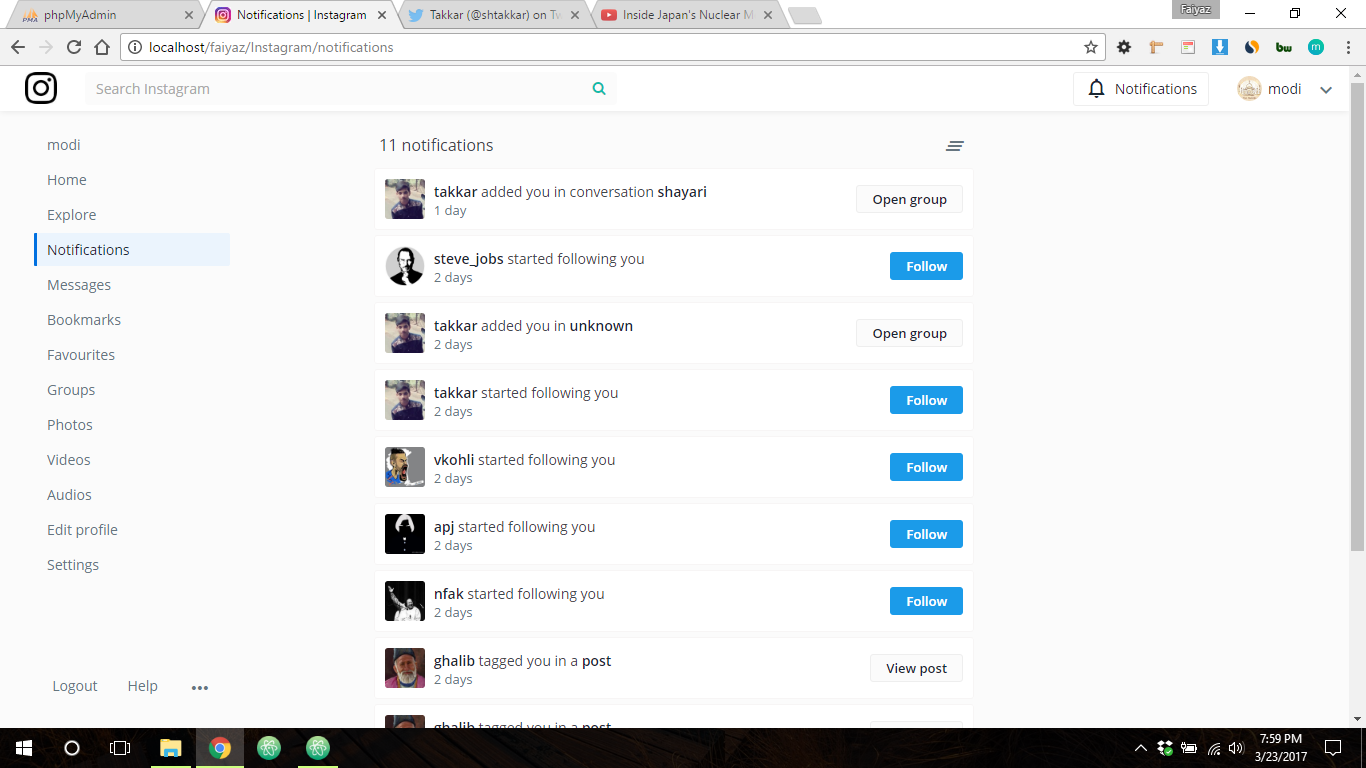 phpMyAdmin
Notifications | Instagram
Takkar (@shtakkar) on Tw
Inside Japan's Nuclear M
Faiyaz
localhost/faiyaz/Instagram/notifications
Search Instagram
Notifications
modi
modi
Home
Explore
Notifications
Messages
Bookmarks
Favourites
Groups
Photos
Videos
Audios
Edit profile
Settings
Logout Help
11 notifications
takkar added you in conversation shayari
1 day
Open group
steve_jobs started following you
2 days
Follow
takkar added you in unknown
2 days
Open group
takkar started following you
2 days
Follow
vkohli started following you
2 days
Follow
apj started following you
2 days
Follow
nfak started following you
2 days
Follow
ghalib tagged you in a post
2 days
View post
ghalib tagged you in a post
7:59 PM
3/23/2017